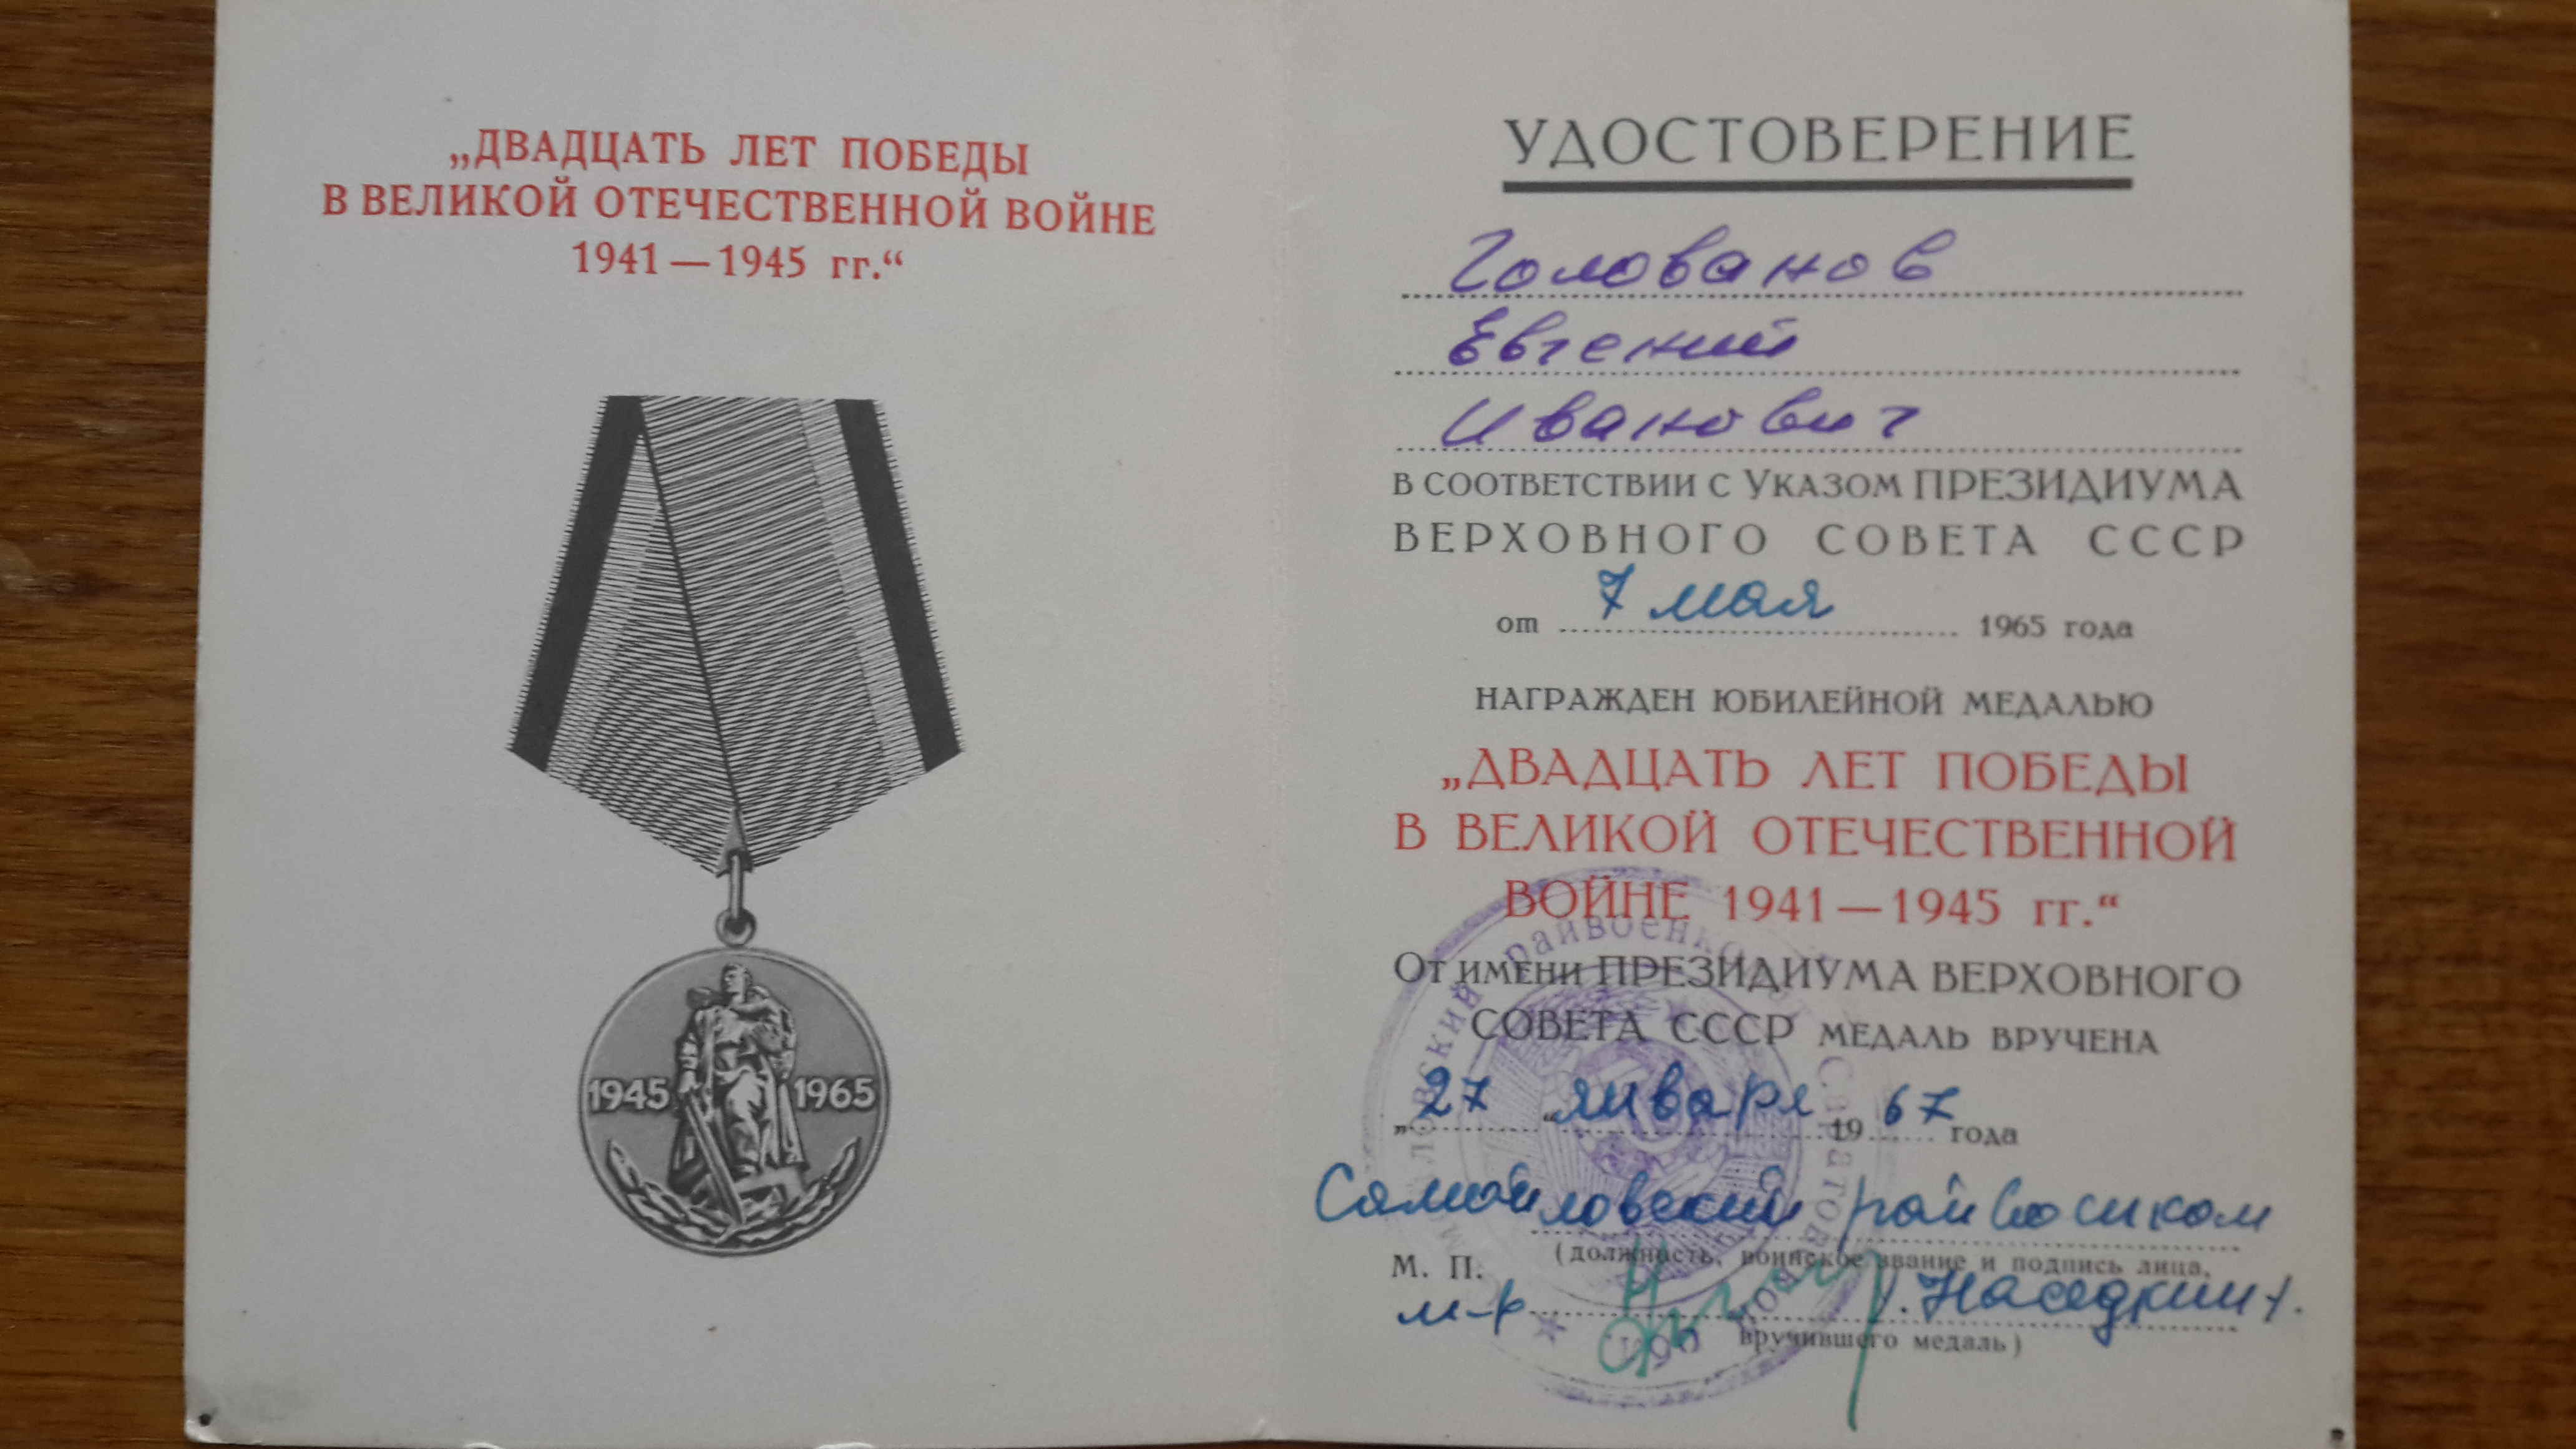 „ДВАДЦАТЬ ЛЕТ ПОБЕДЫ
В ВЕЛИКОЙ ОТЕЧЕСТВЕННОЙ ВОЙНЕ
1941—1945 гг.“
1945 1965
УДОСТОВЕРЕНИЕ
Голованов
Евгений
Иванович
В СООТВЕТСТВИИ С УКАЗОМ ПРЕЗИДИУМА
ВЕРХОВНОГО СОВЕТА СССР
от 7 мая 1965 года
НАГРАЖДЕН ЮБИЛЕЙНОЙ МЕДАЛЬЮ
„ДВАДЦАТЬ ЛЕТ ПОБЕДЫ
В ВЕЛИКОЙ ОТЕЧЕСТВЕННОЙ
ВОЙНЕ 1941—1945 гг.“
ОТ ИМЕНИ ПРЕЗИДИУМА ВЕРХОВНОГО
СОВЕТА СССР МЕДАЛЬ ВРУЧЕНА
„27“ января 1967 года
Самойловский райвоенком
М. П. (должность, воинское звание и подпись лица,
м-р Наседкин
вручившего медаль)